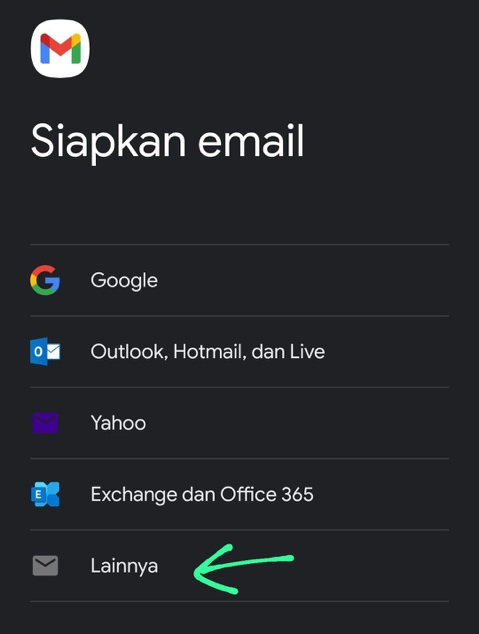 Siapkan email
Google
Outlook, Hotmail, dan Live
Yahoo
Exchange dan Office 365
Lainnya